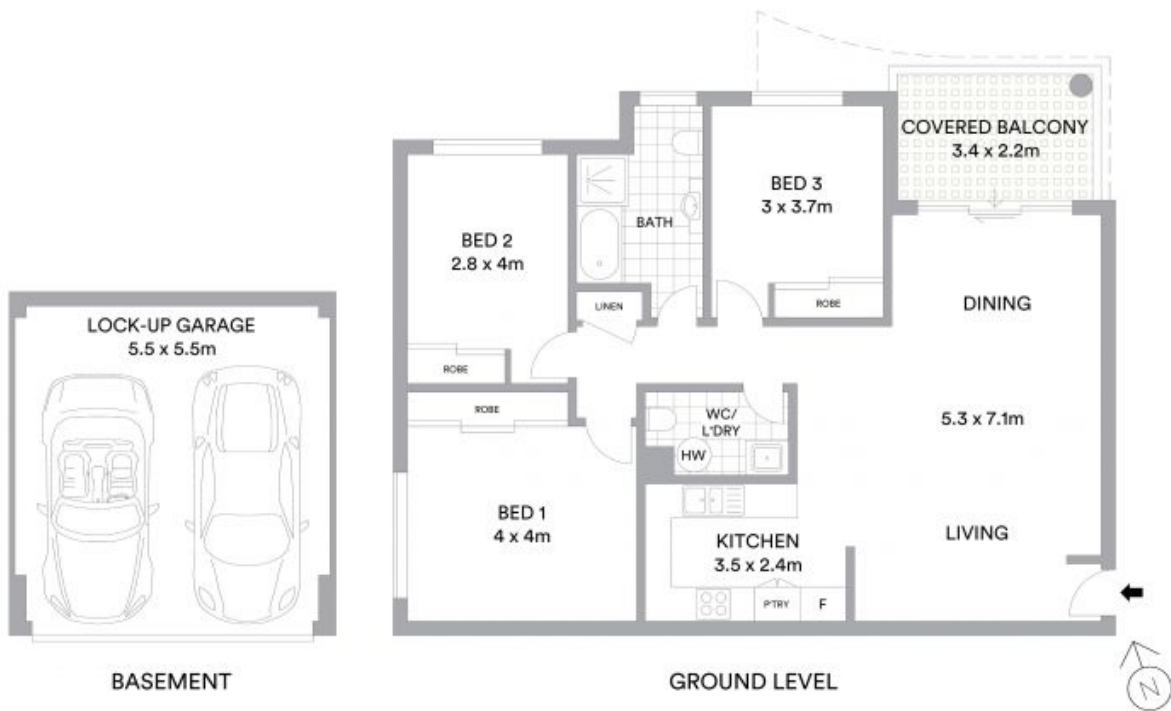 LOCK-UP GARAGE
5.5 x 5.5m
BASEMENT
COVERED BALCONY
3.4 x 2.2m
BED 3
3 x 3.7m
ROBE
BATH
BED 2
2.8 x 4m
ROBE
LINEN
DINING
5.3 x 7.1m
LIVING
WC/
L'DRY
HW
ROBE
BED 1
4 x 4m
KITCHEN
3.5 x 2.4m
P'TRY
F
GROUND LEVEL
N